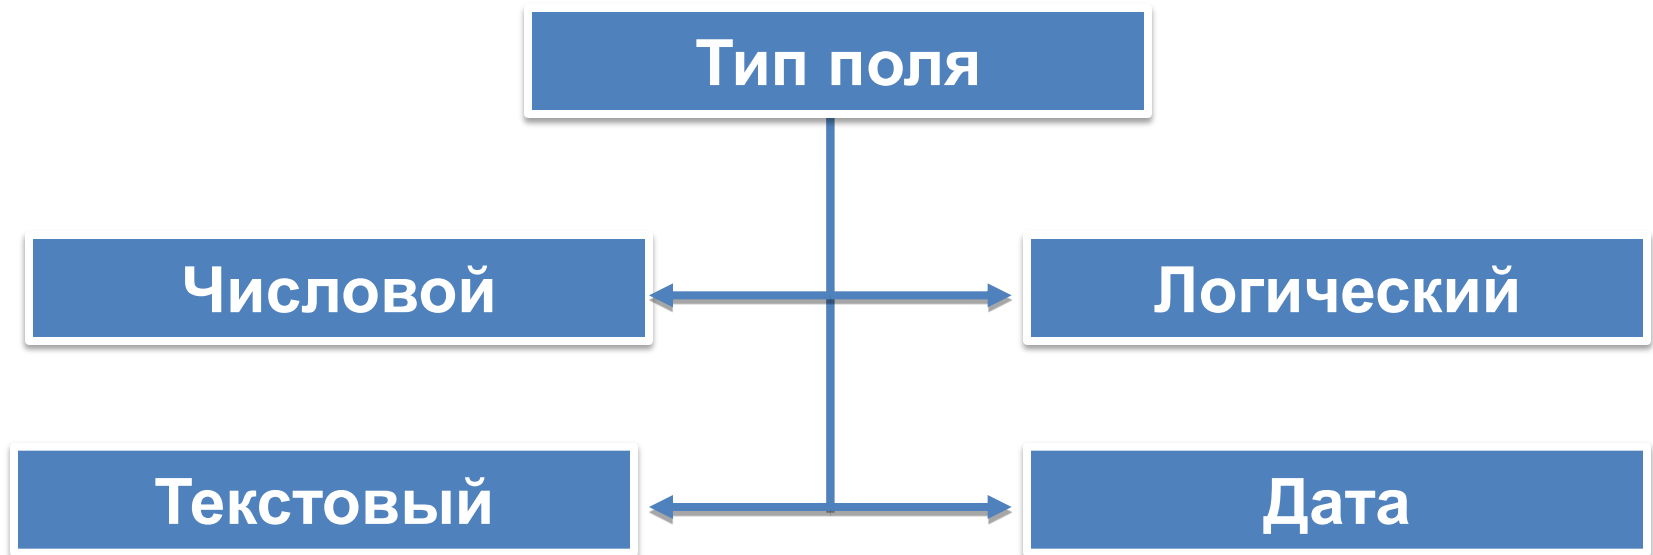 Тип поля
Числовой
Логический
Текстовый
Дата